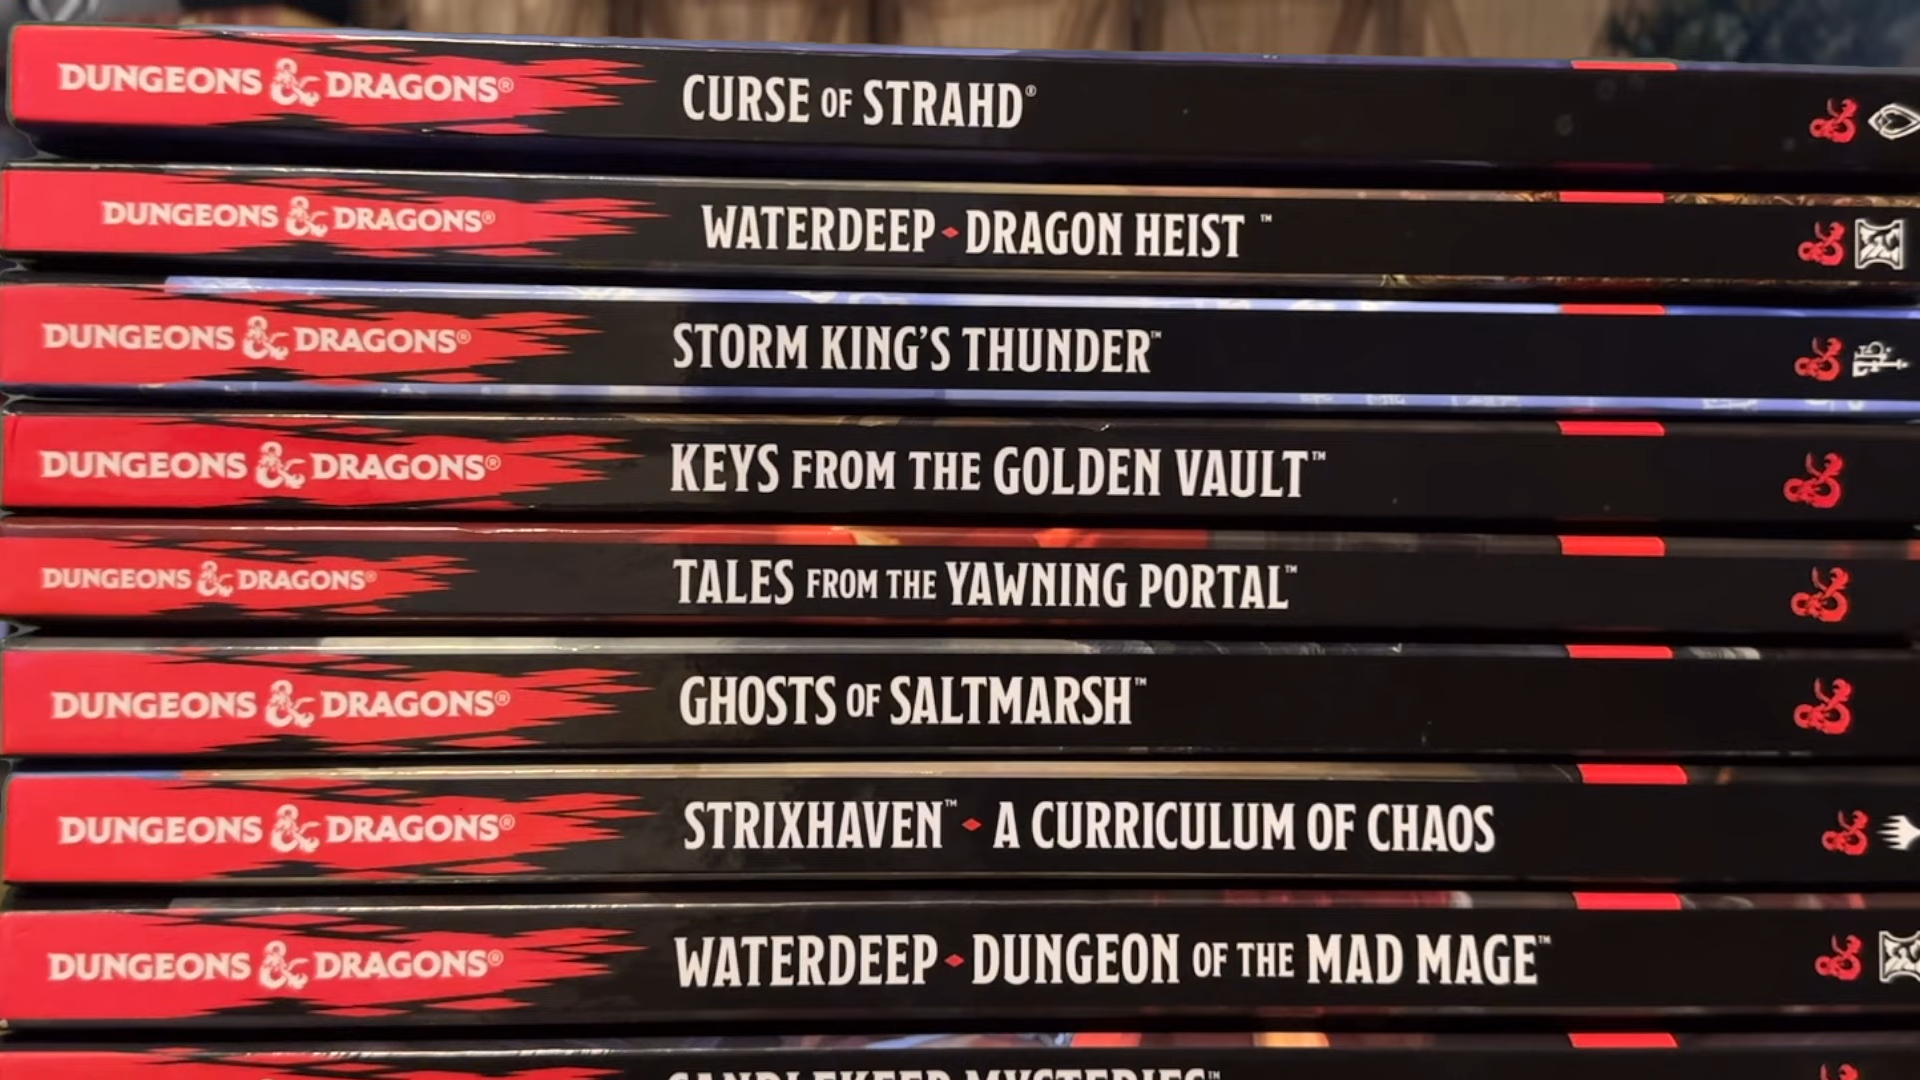 DUNGEONS & DRAGONS® CURSE OF STRAHD®
DUNGEONS & DRAGONS® WATERDEEP ♦ DRAGON HEIST™
DUNGEONS & DRAGONS® STORM KING'S THUNDER™
DUNGEONS & DRAGONS® KEYS FROM THE GOLDEN VAULT™
DUNGEONS & DRAGONS® TALES FROM THE YAWNING PORTAL™
DUNGEONS & DRAGONS® GHOSTS OF SALTMARSH™
DUNGEONS & DRAGONS® STRIXHAVEN™ ♦ A CURRICULUM OF CHAOS
DUNGEONS & DRAGONS® WATERDEEP ♦ DUNGEON OF THE MAD MAGE™
CANDLEKEEP MYSTERIES™